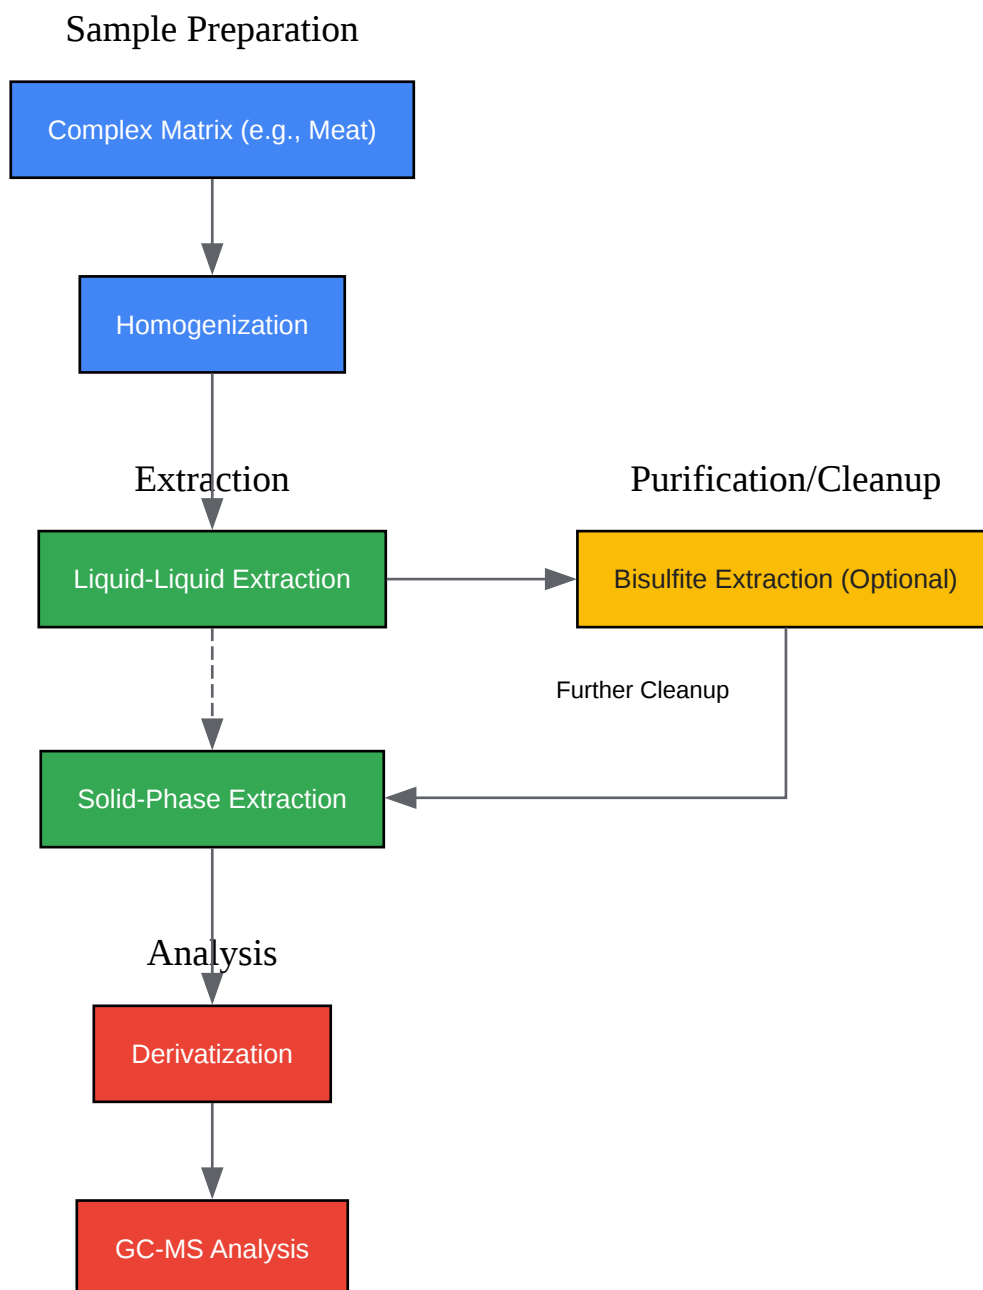 Sample Preparation
Complex Matrix (e.g., Meat)
Homogenization
Extraction
Purification/Cleanup
Liquid-Liquid Extraction
Bisulfite Extraction (Optional)
Further Cleanup
Solid-Phase Extraction
Analysis
Derivatization
GC-MS Analysis